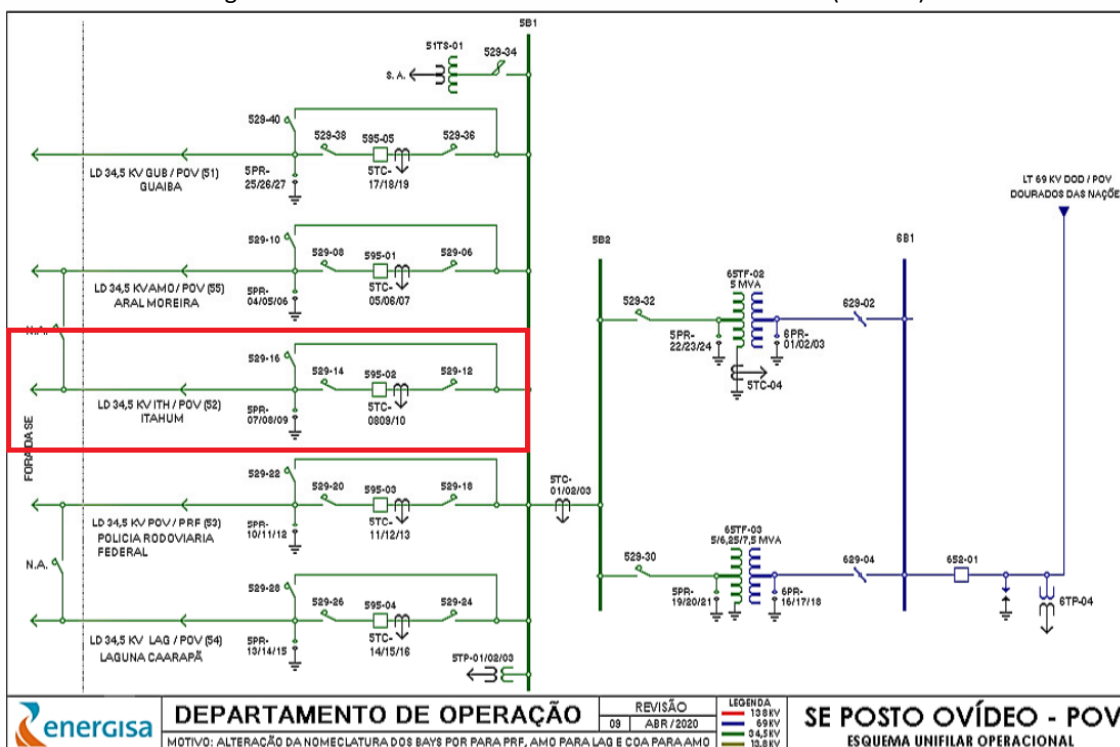 5B1
51TS-01
529-34
S. A.
529-40
529-38
595-05
529-36
LD 34,5 KV GUB / POV (51)
GUAIBA
5PR-
25/26/27
5TC-
17/18/19
LT 69 KV DOD / POV
DOURADOS DAS NAÇÕE
529-10
529-08
595-01
529-06
LD 34,5 KV AMO / POV (55)
ARAL MOREIRA
5PR-
04/05/06
5TC-
05/06/07
5B2
6B1
65TF-02
5 MVA
529-32
629-02
5PR-
22/23/24
6PR-
01/02/03
5TC-04
N.A.
529-16
529-14
595-02
529-12
LD 34,5 KV ITH / POV (52)
ITAHUM
5PR-
07/08/09
5TC-
0809/10
FORA DA SE
529-22
529-20
595-03
529-18
LD 34,5 KV POV / PRF (53)
POLICIA RODOVIARIA
FEDERAL
5PR-
10/11/12
5TC-
11/12/13
5TC-
01/02/03
65TF-03
5/6,25/7,5 MVA
529-30
629-04
652-01
5PR-
19/20/21
6PR-
16/17/18
6TP-04
N.A.
529-28
529-26
595-04
529-24
LD 34,5 KV LAG / POV (54)
LAGUNA CAARAPÃ
5PR-
13/14/15
5TC-
14/15/16
5TP-01/02/03
energisa
DEPARTAMENTO DE OPERAÇÃO
MOTIVO: ALTERAÇÃO DA NOMECLATURA DOS BAYS POR PARA PRF, AMO PARA LAG E COA PARA AMO
REVISÃO
09 ABR / 2020
LEGENDA
138KV
69KV
34,5KV
13,8KV
SE POSTO OVÍDEO - POV
ESQUEMA UNIFILAR OPERACIONAL